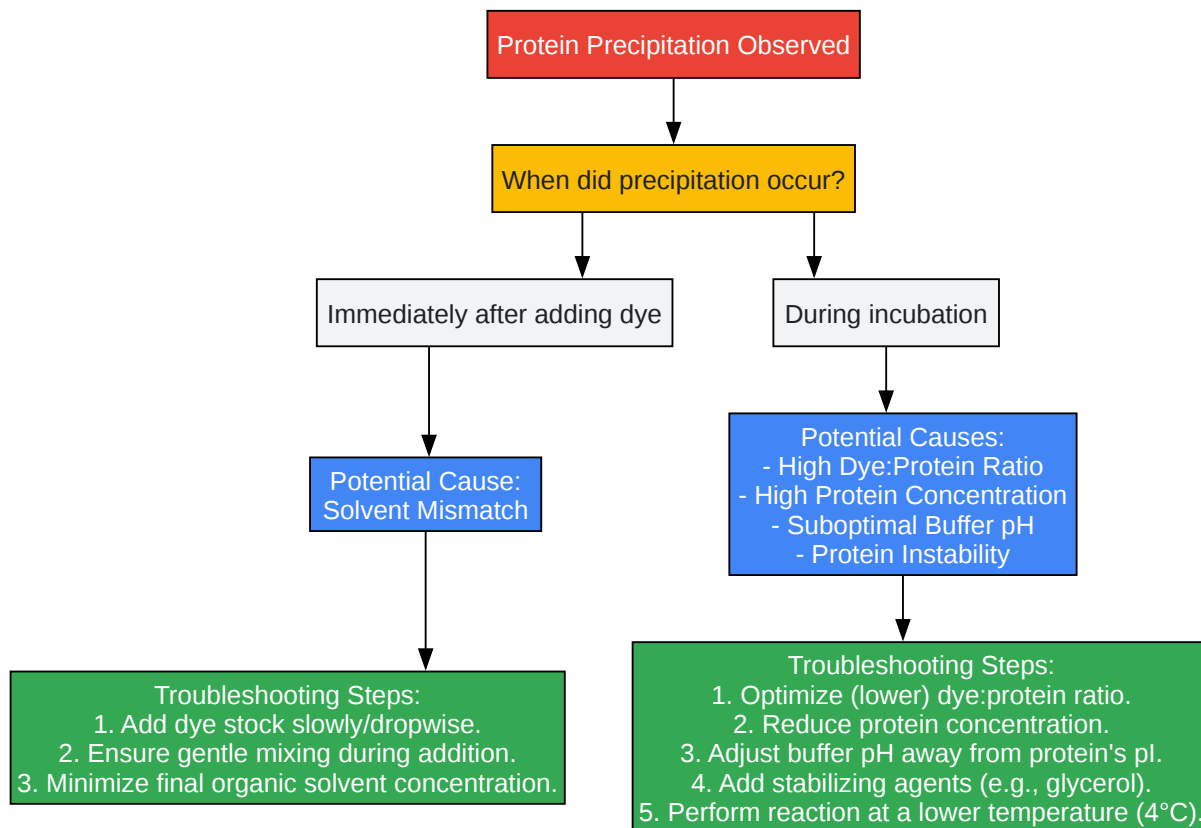 Protein Precipitation Observed
When did precipitation occur?
Immediately after adding dye
During incubation
Potential Cause:
Solvent Mismatch
Potential Causes:
- High Dye:Protein Ratio
- High Protein Concentration
- Suboptimal Buffer pH
- Protein Instability
Troubleshooting Steps:
1. Add dye stock slowly/dropwise.
2. Ensure gentle mixing during addition.
3. Minimize final organic solvent concentration.
Troubleshooting Steps:
1. Optimize (lower) dye:protein ratio.
2. Reduce protein concentration.
3. Adjust buffer pH away from protein's pI.
4. Add stabilizing agents (e.g., glycerol).
5. Perform reaction at a lower temperature (4°C).